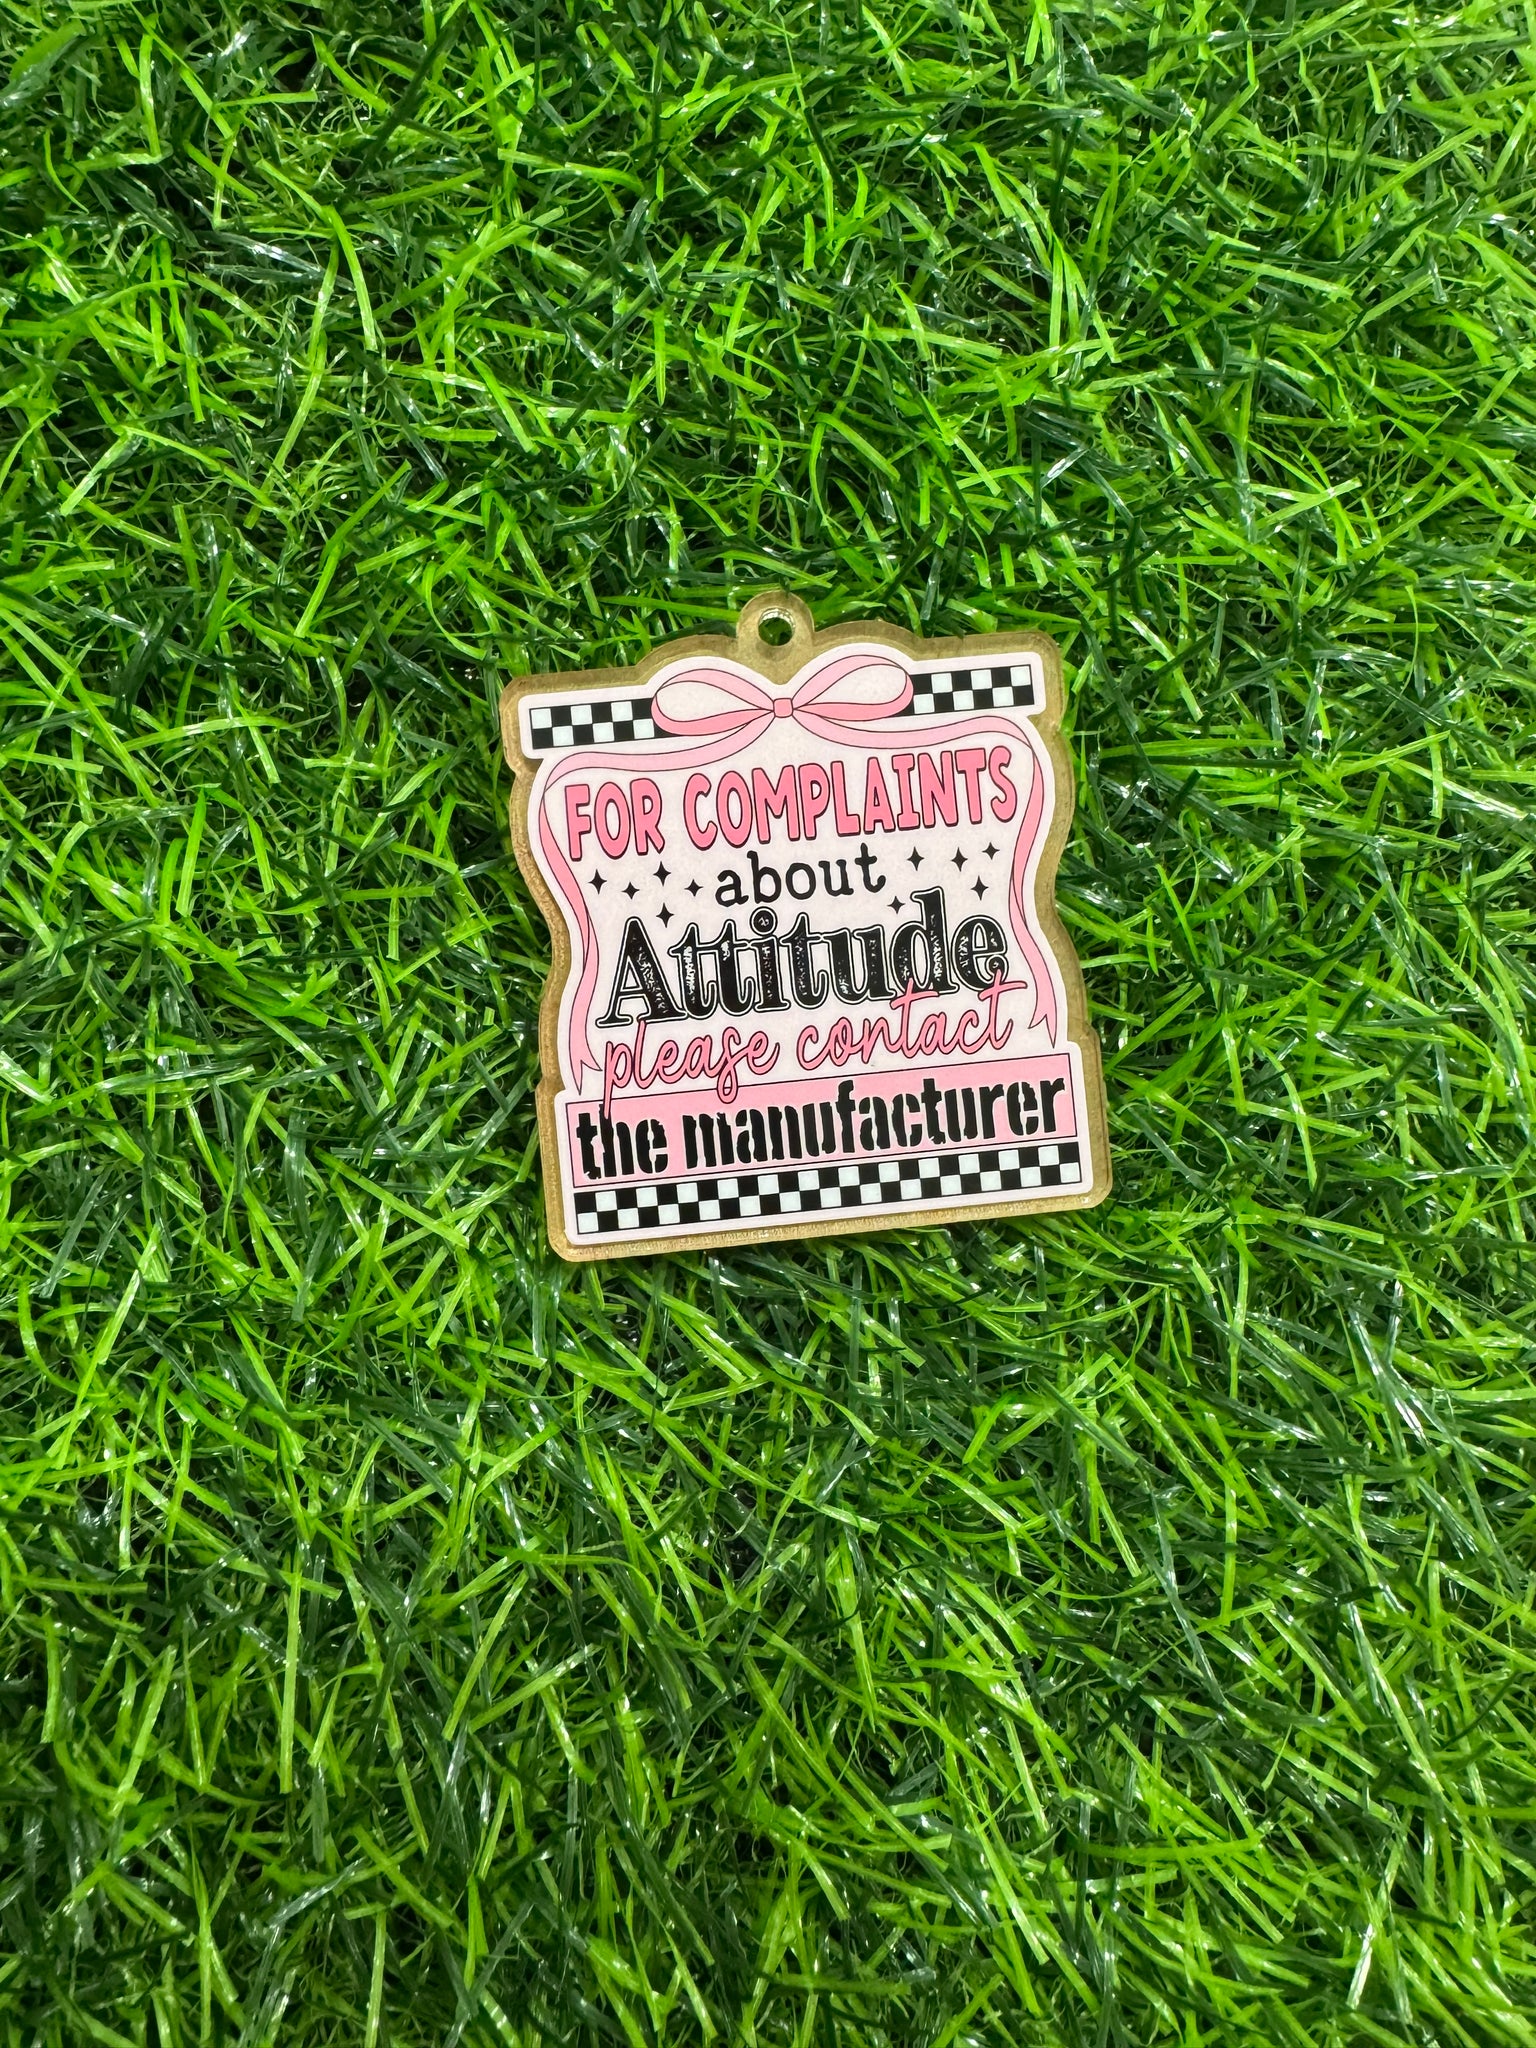 FOR COMPLAINTS
about
Attitude
please contact
the manufacturer